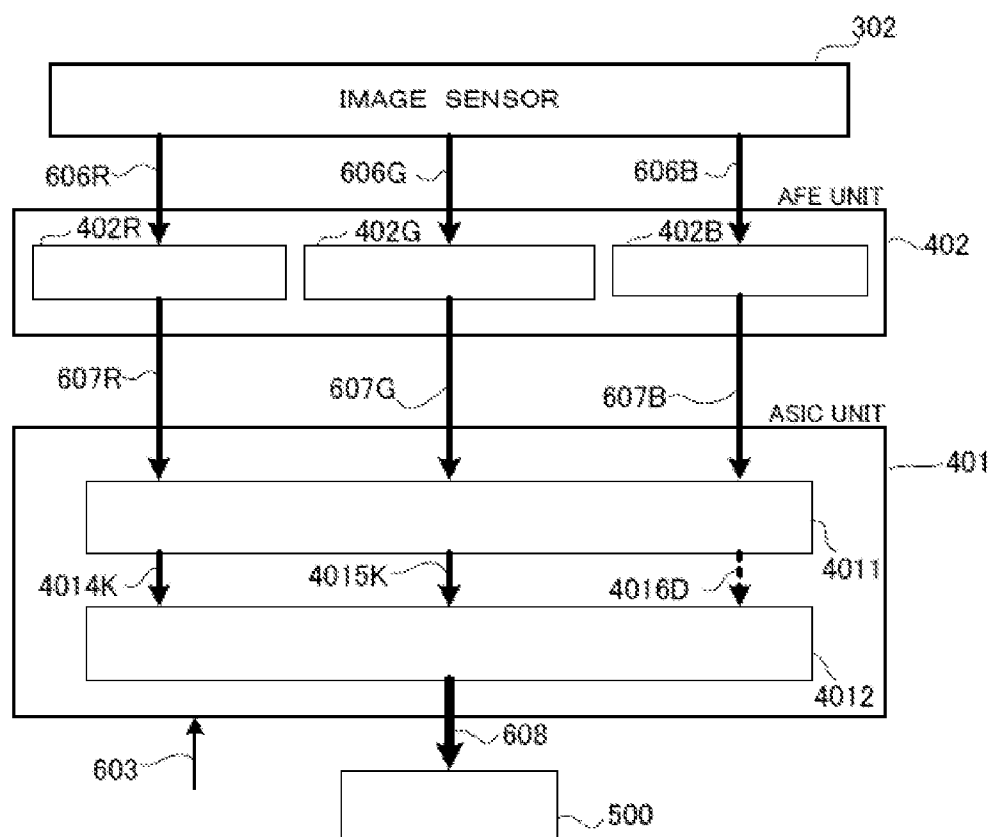 302
IMAGE SENSOR
606R
606G
606B
AFE UNIT
402R
402G
402B
402
607R
607G
607B
ASIC UNIT
401
4011
4014K
4015K
4016D
4012
608
603
500